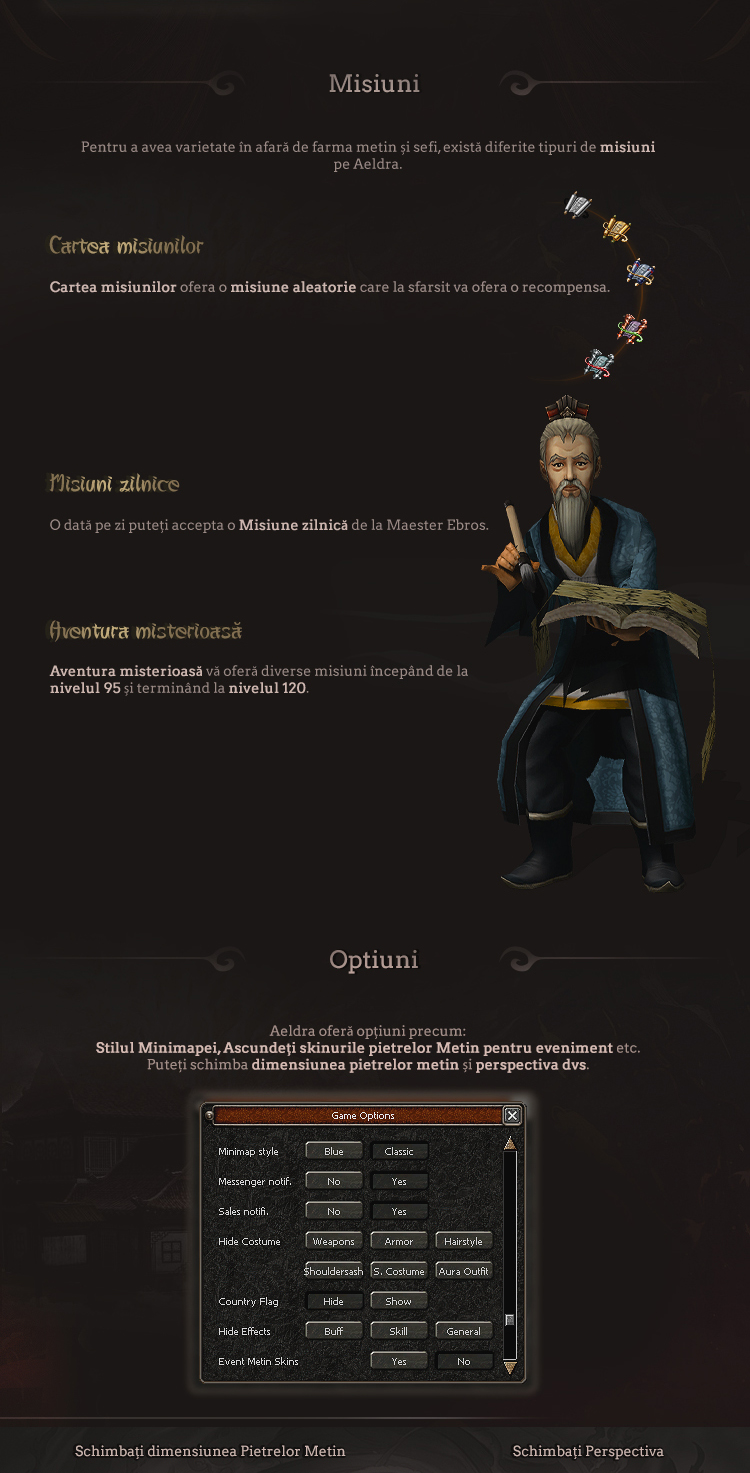 Misiuni
Pentru a avea varietate în afară de farma metin și sefi, există diferite tipuri de misiuni
pe Aeldra.
Cartea misiunilor
Cartea misiunilor ofera o misiune aleatorie care la sfarsit va ofera o recompensa.
Misiuni zilnice
O dată pe zi puteți accepta o Misiune zilnică de la Maester Ebros.
Aventura misterioasă
Aventura misterioasă vă oferă diverse misiuni începând de la
nivelul 95 și terminând la nivelul 120.
Optiuni
Aeldra oferă opțiuni precum:
Stilul Minimapei, Ascundeți skinurile pietrelor Metin pentru eveniment etc.
Puteți schimba dimensiunea pietrelor metin și perspectiva dvs.
Game Options
Minimap style Blue Classic
Messenger notif. No Yes
Sales notifi. No Yes
Hide Costume Weapons Armor Hairstyle
Shouldersash S. Costume Aura Outfit
Country Flag Hide Show
Hide Effects Buff Skill General
Event Metin Skins Yes No
Schimbați dimensiunea Pietrelor Metin Schimbați Perspectiva